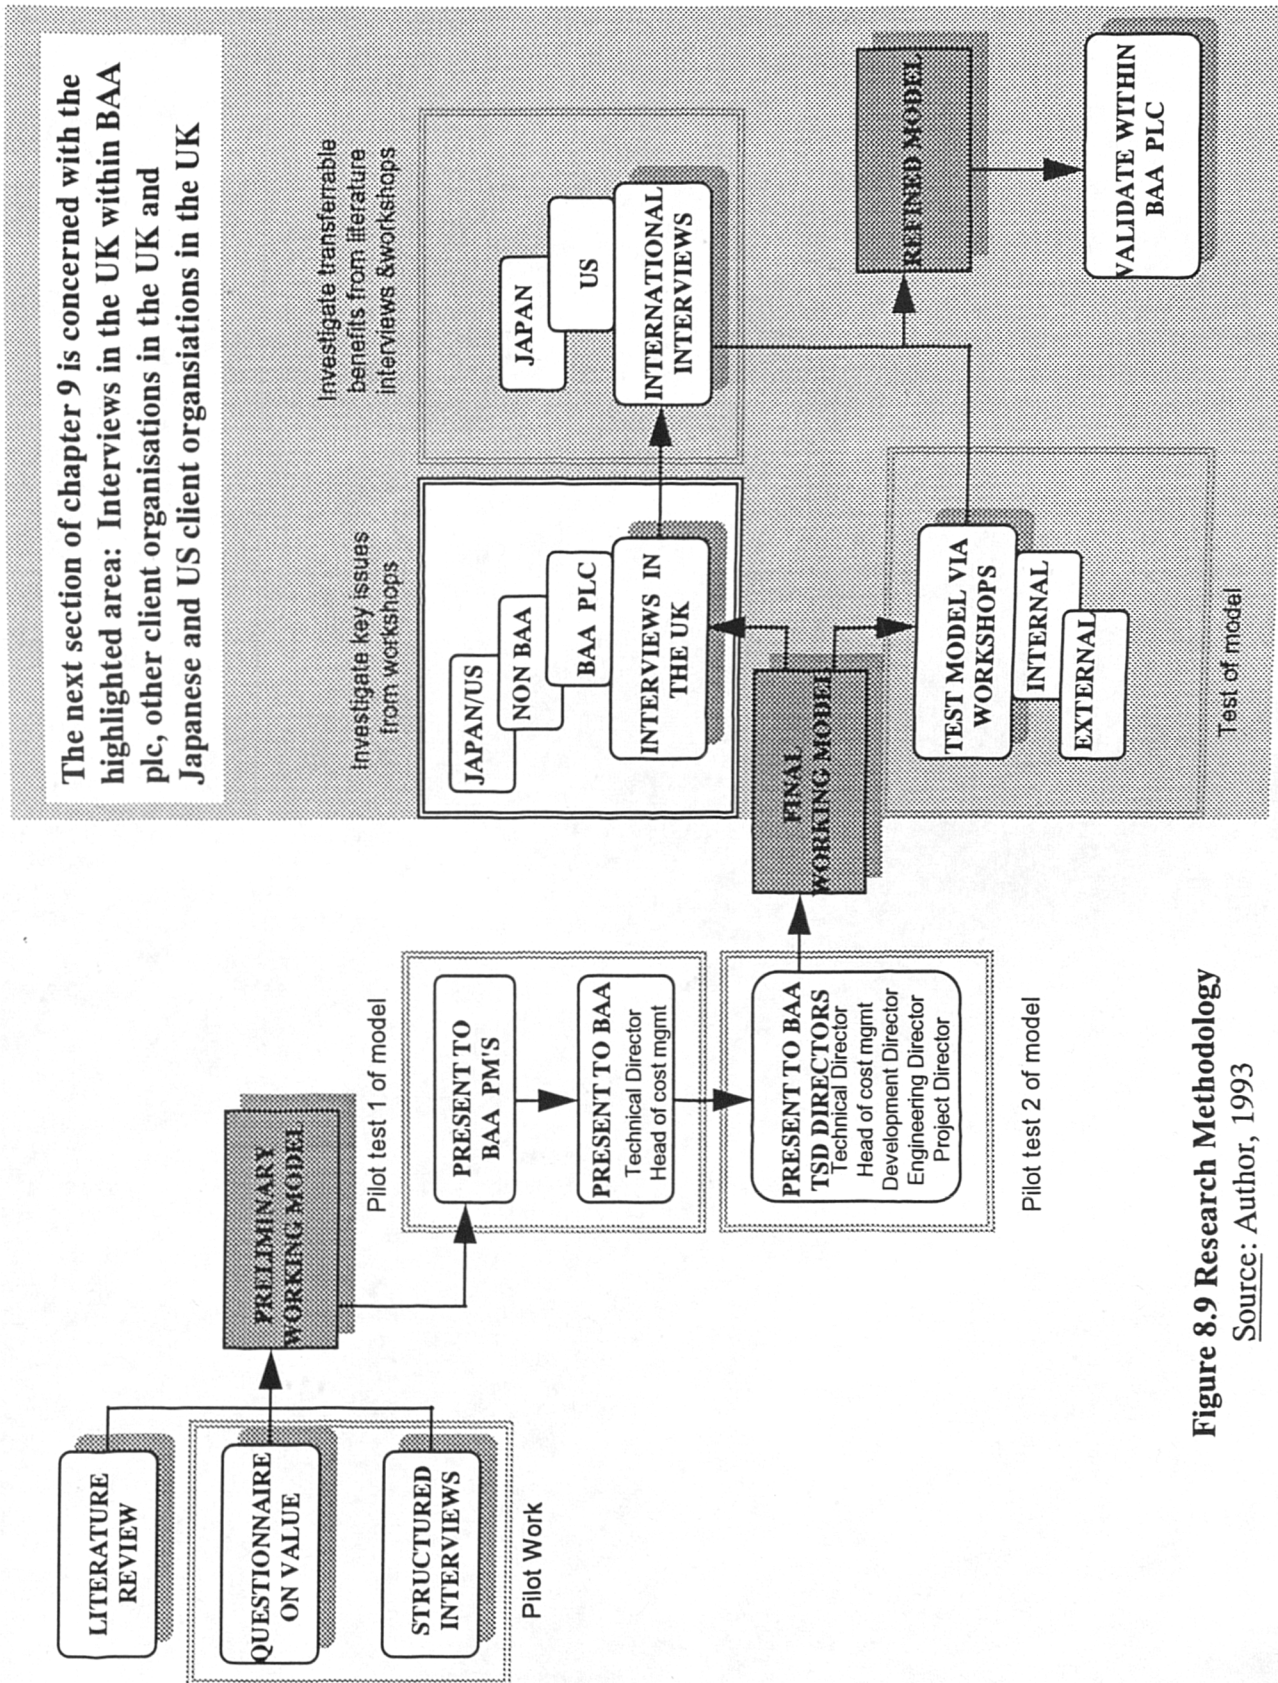 The next section of chapter 9 is concerned with the
highlighted area: Interviews in the UK within BAA
plc, other client organisations in the UK and
Japanese and US client organsiations in the UK
LITERATURE
REVIEW
QUESTIONNAIRE
ON VALUE
STRUCTURED
INTERVIEWS
Pilot Work
PRELIMINARY
WORKING MODEL
Pilot test 1 of model
PRESENT TO
BAA PM'S
PRESENT TO BAA
Technical Director
Head of cost mgmt
PRESENT TO BAA
TSD DIRECTORS
Technical Director
Head of cost mgmt
Development Director
Engineering Director
Project Director
Pilot test 2 of model
FINAL
WORKING MODEL
Investigate key issues
from workshops
JAPAN/US
NON BAA
BAA PLC
INTERVIEWS IN
THE UK
TEST MODEL VIA
WORKSHOPS
INTERNAL
EXTERNAL
Test of model
Investigate transferrable
benefits from literature
interviews &workshops
JAPAN
US
INTERNATIONAL
INTERVIEWS
REFINED MODEL
VALIDATE WITHIN
BAA PLC
Figure 8.9 Research Methodology
Source: Author, 1993